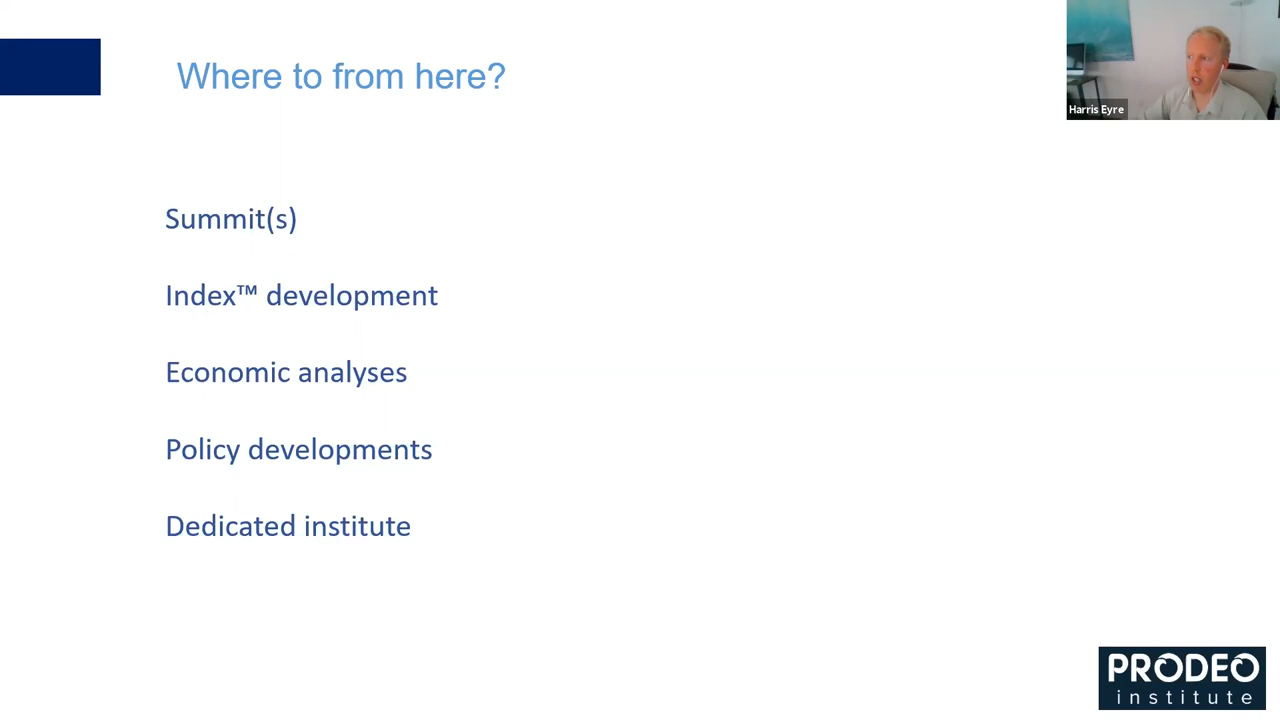 Where to from here?
Harris Eyre
Summit(s)
Index™ development
Economic analyses
Policy developments
Dedicated institute
PRODEO
institute